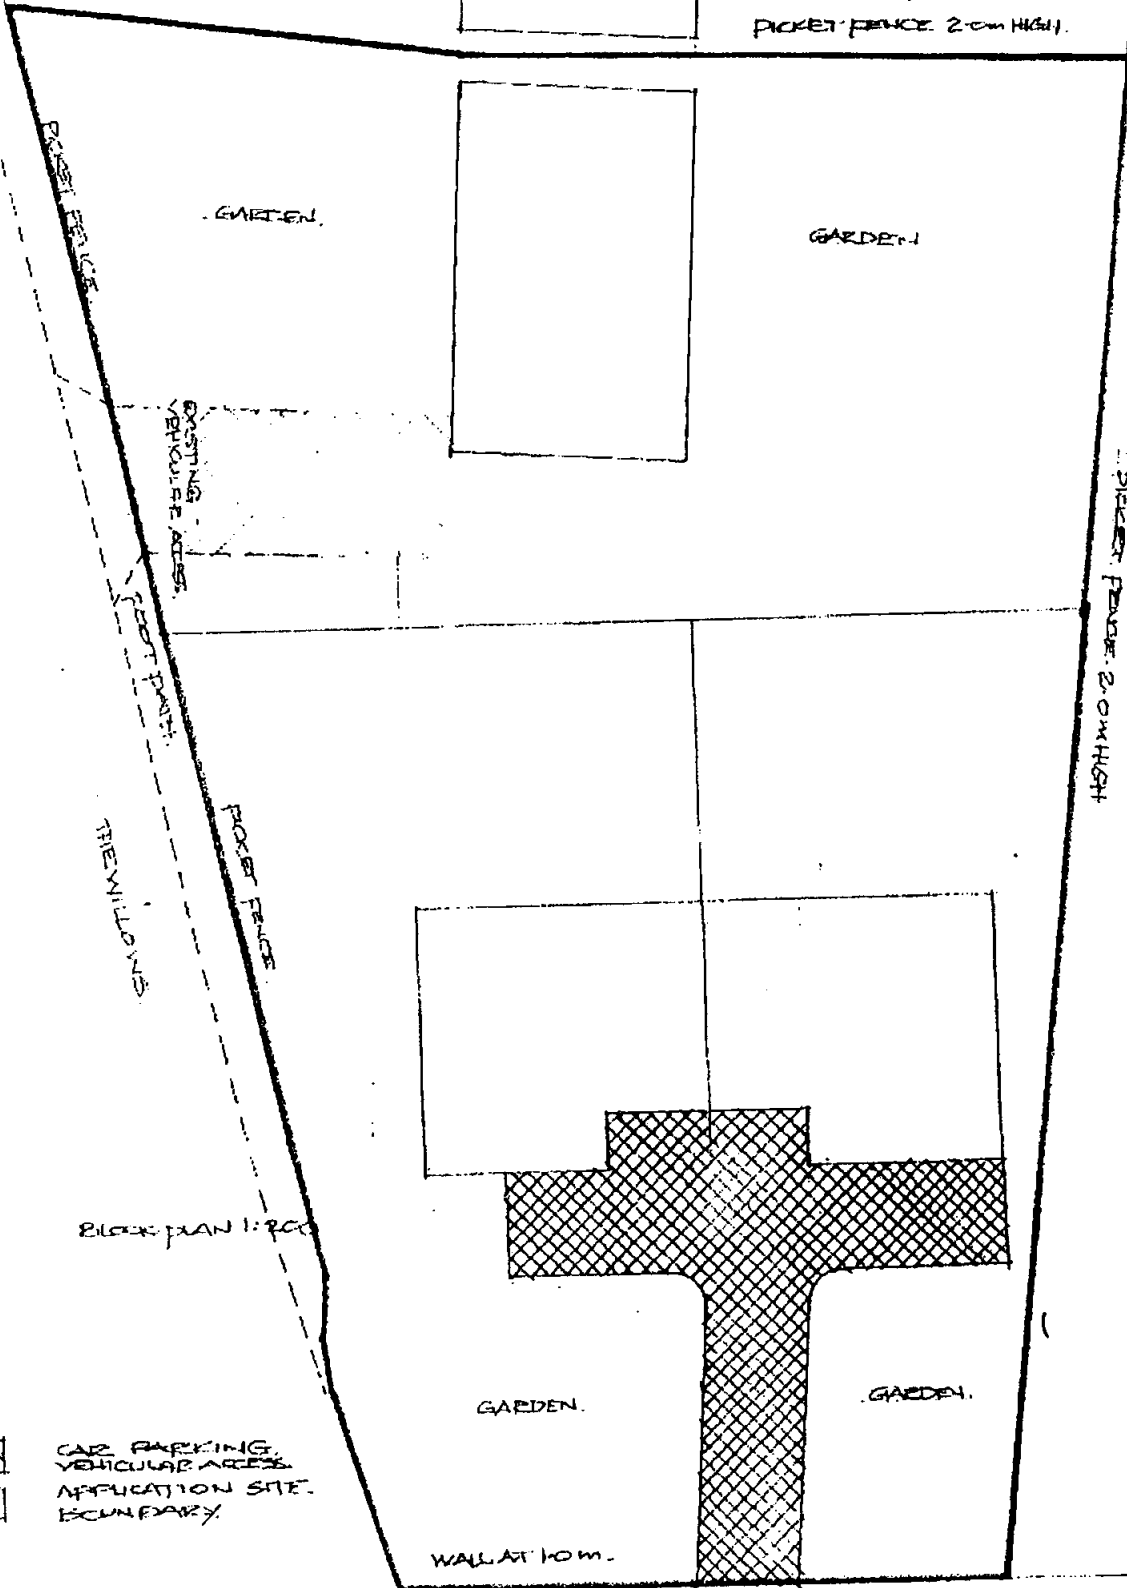 PICKET FENCE 2.0m HIGH.
PICKET FENCE.
GARDEN.
GARDEN
EXISTING
VEHICULAR ACCESS.
PICKET FENCE. 2.0m HIGH
FOOT PATH.
PICKET FENCE
THE WILLOWS
BLOCK PLAN
GARDEN.
GARDEN.
CAR PARKING.
VEHICULAR ACCESS.
APPLICATION SITE.
BOUNDARY.
WALL AT 1.0m.